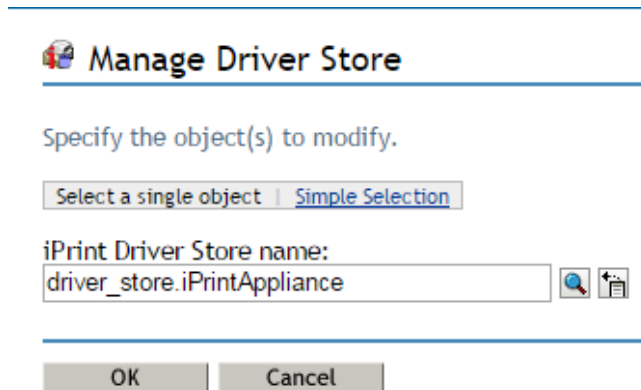 Manage Driver Store
Specify the object(s) to modify.
Select a single object | Simple Selection
iPrint Driver Store name:
driver_store.iPrintAppliance
OK Cancel